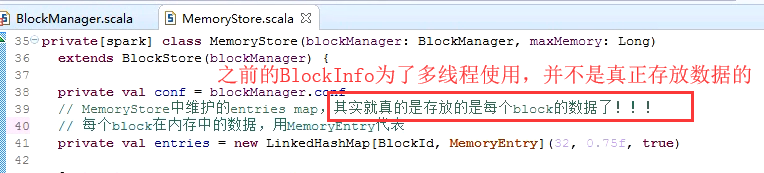 BlockManager.scala MemoryStore.scala
35 private[spark] class MemoryStore(blockManager: BlockManager, maxMemory: Long)
36 extends BlockStore(blockManager) {
37 之前的BlockInfo为了多线程使用，并不是真正存放数据的
38 private val conf = blockManager.conf
39 // MemoryStore中维护的entries map，其实就真的是存放的是每个block的数据了！！！
40 // 每个block在内存中的数据，用MemoryEntry代表
41 private val entries = new LinkedHashMap[BlockId, MemoryEntry](32, 0.75f, true)
42